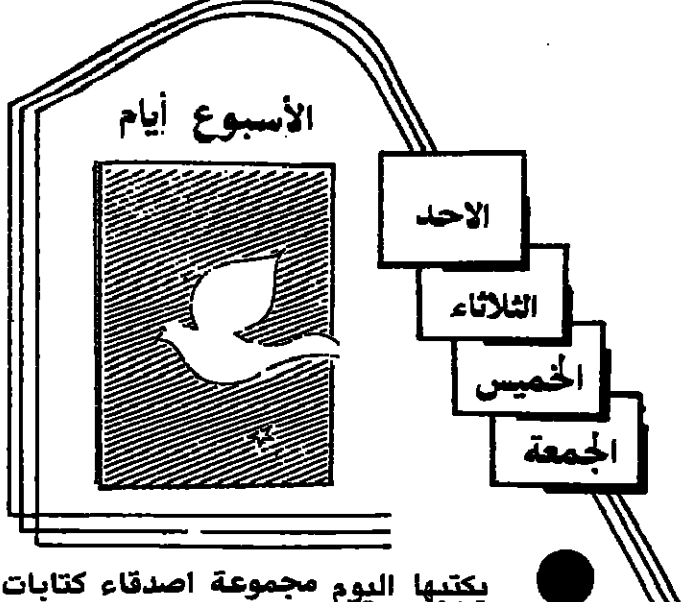 الأسبوع أيام
الاحد
الثلاثاء
الخميس
الجمعة
يكتبها اليوم مجموعة اصدقاء كتابات